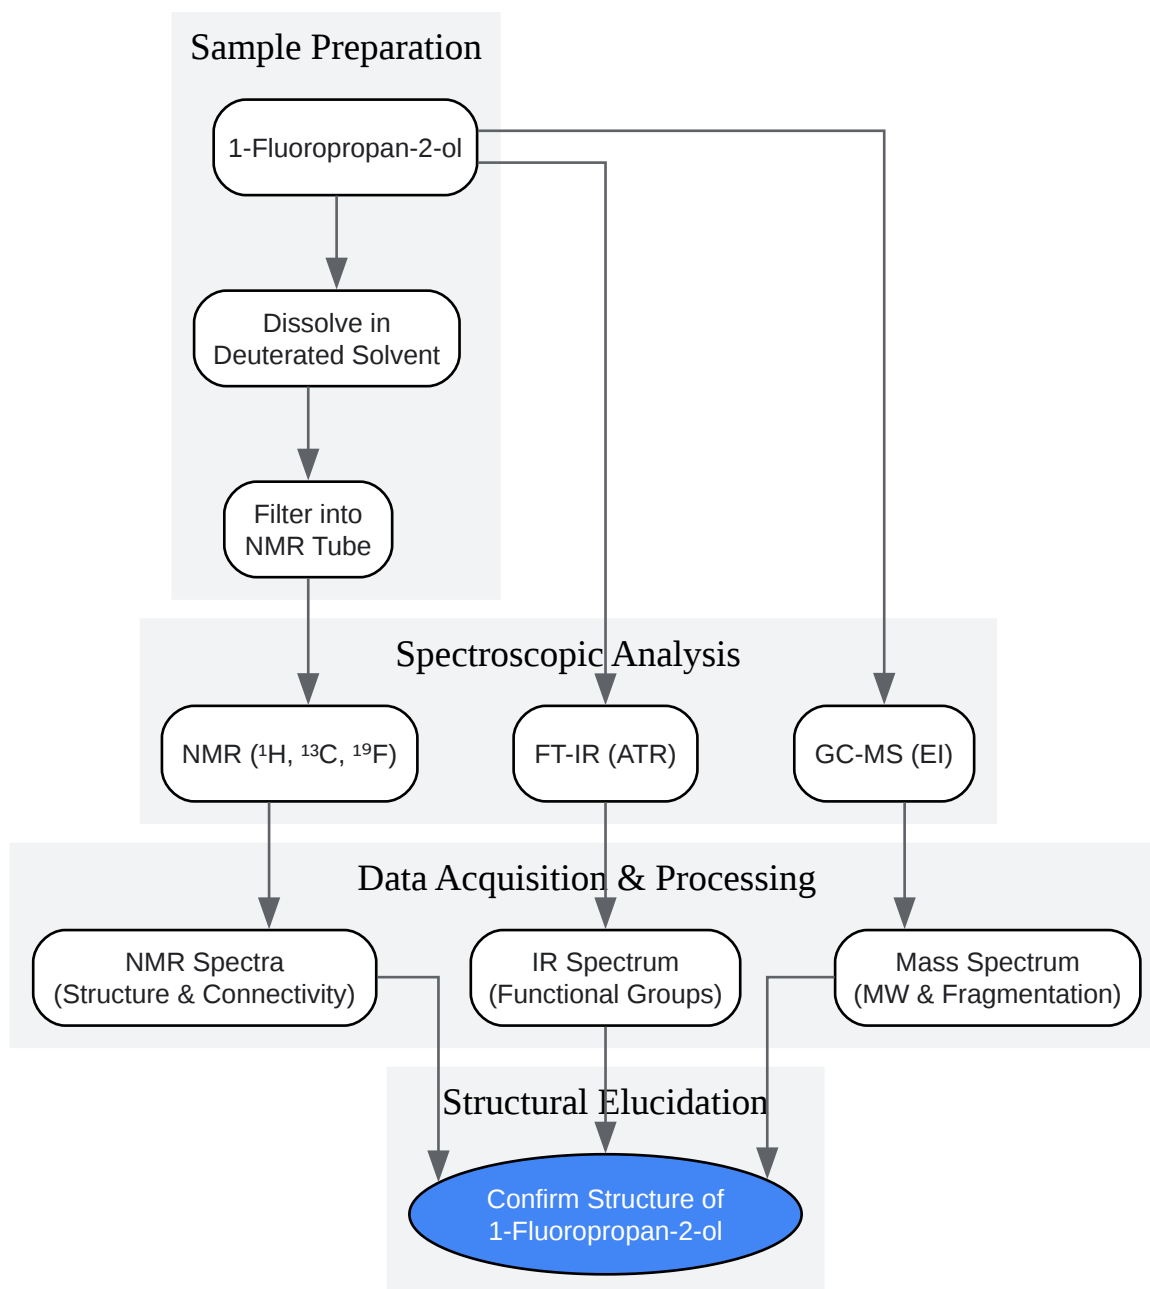 Sample Preparation
1-Fluoropropan-2-ol
Dissolve in
Deuterated Solvent
Filter into
NMR Tube
Spectroscopic Analysis
NMR (¹H, ¹³C, ¹⁹F)
FT-IR (ATR)
GC-MS (EI)
Data Acquisition & Processing
NMR Spectra
(Structure & Connectivity)
IR Spectrum
(Functional Groups)
Mass Spectrum
(MW & Fragmentation)
Structural Elucidation
Confirm Structure of
1-Fluoropropan-2-ol